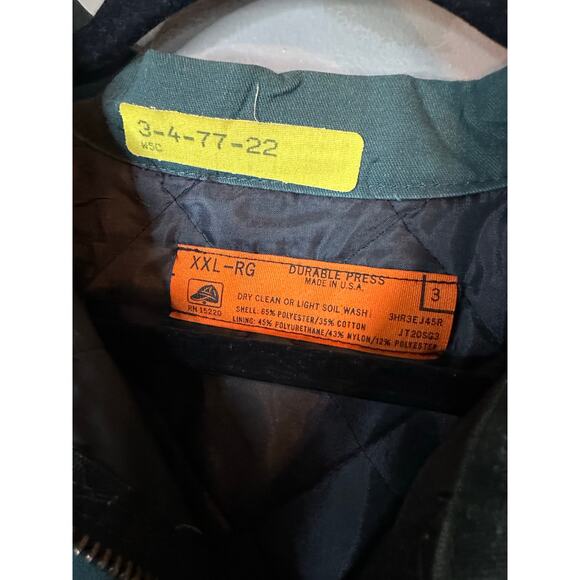 3-4-77-22
WSC
XXL-RG
DURABLE PRESS
MADE IN U.S.A.
3
DRY CLEAN OR LIGHT SOIL WASH
RN 15220
SHELL: 65% POLYESTER/35% COTTON
3HR3EJ45R
LINING: 45% POLYURETHANE/43% NYLON/12% POLYESTER
JT20SG3